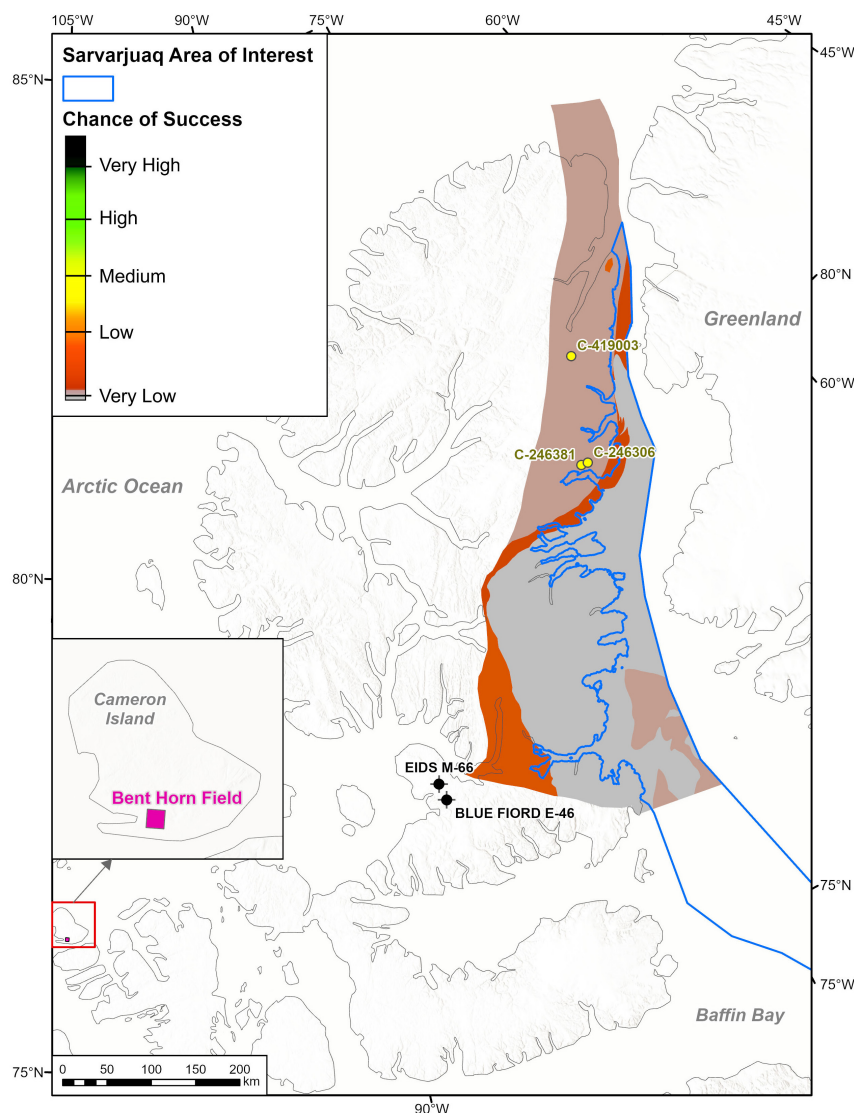 105°W 90°W 75°W 60°W 45°W
Sarvarjuaq Area of Interest
Chance of Success
Very High
High
Medium
Low
Very Low
85°N
45°W
80°N
60°W
Greenland
C-419003
C-246381
C-246306
Arctic Ocean
80°N
Cameron
Island
Bent Horn Field
EIDS M-66
BLUE FIORD E-46
75°W
75°W
Baffin Bay
0 50 100 150 200
km
75°N
90°W